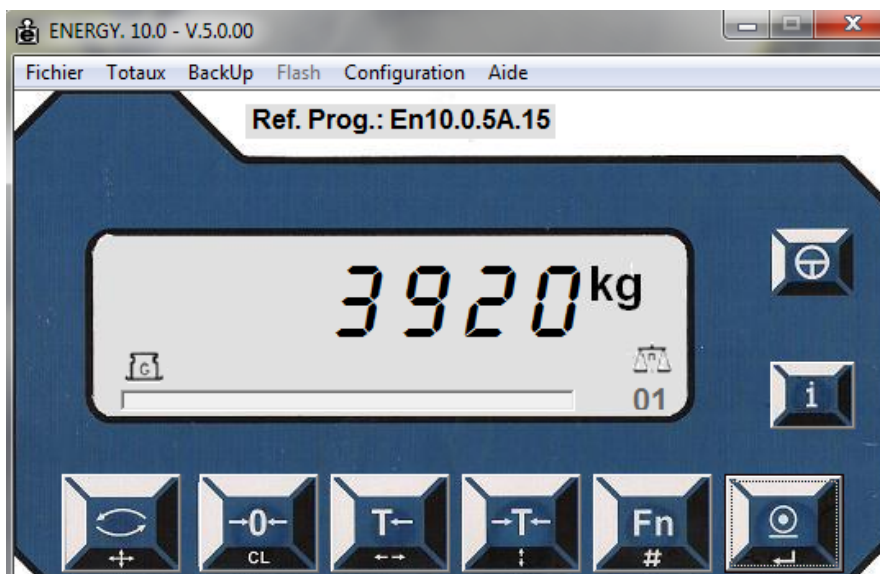 ENERGY. 10.0 - V.5.0.00
Fichier Totaux BackUp Flash Configuration Aide
Ref. Prog.: En10.0.5A.15
3920 kg
G n
01
i
→0← T← →T← Fn
CL ←→ #